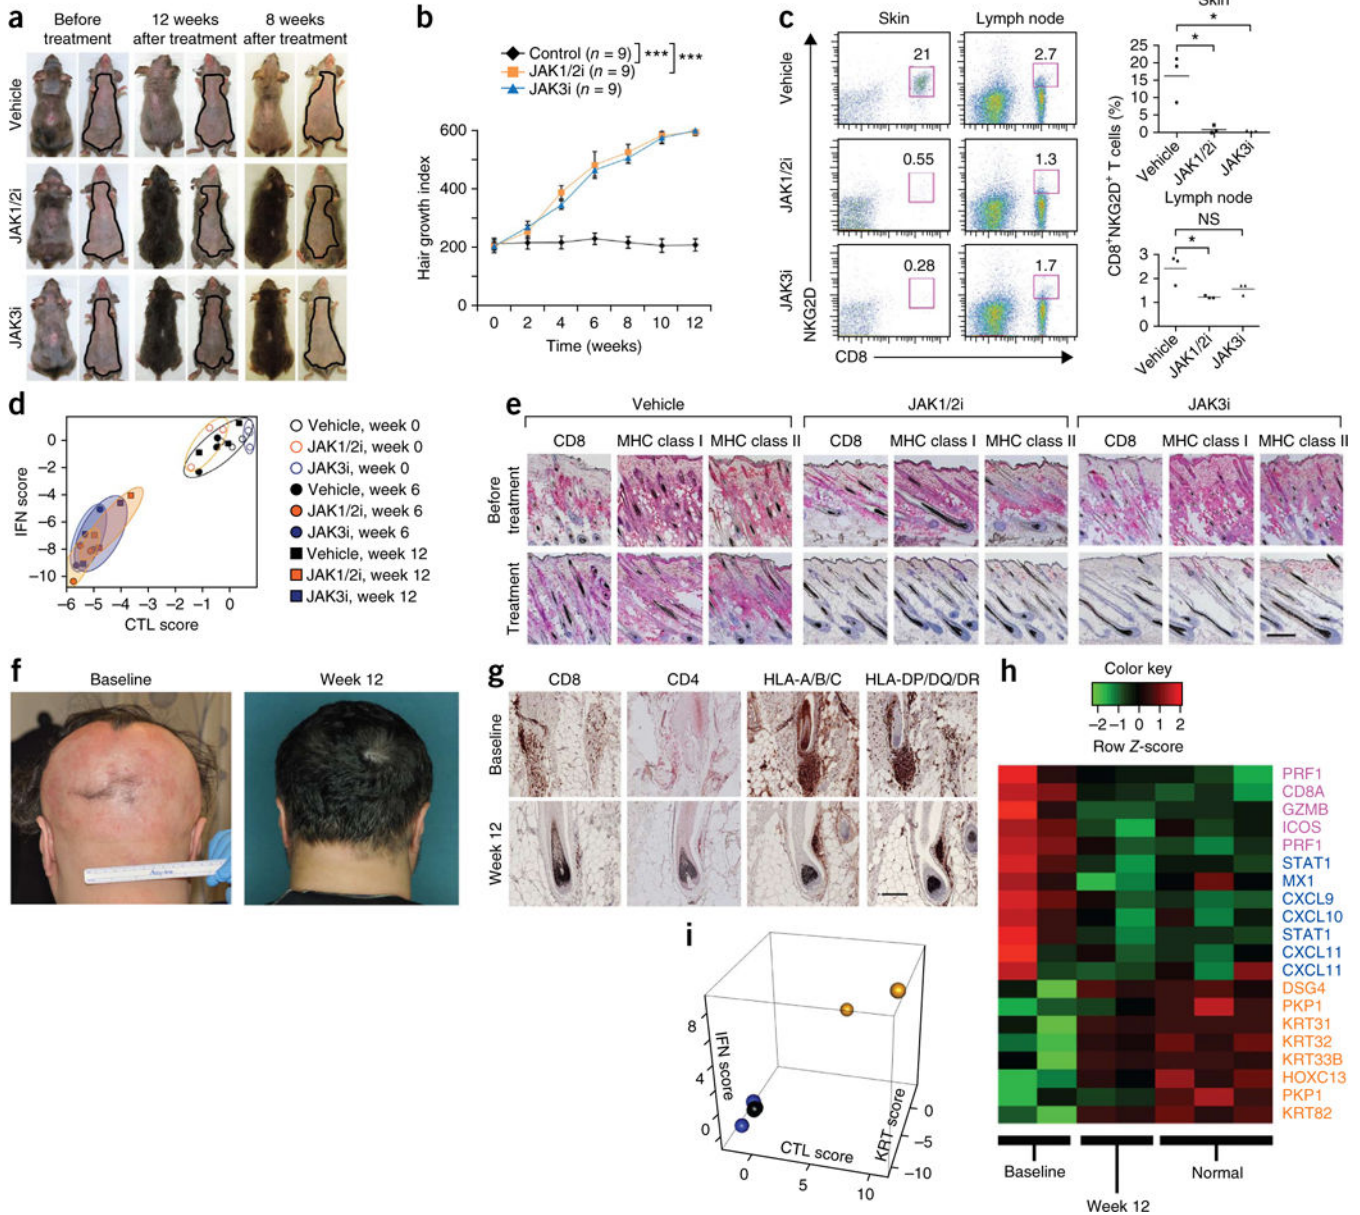 a
Before treatment
12 weeks after treatment
8 weeks after treatment
Vehicle
JAK1/2i
JAK3i
b
Control (n = 9)
JAK1/2i (n = 9)
JAK3i (n = 9)
***
***
Hair growth index
600
400
200
0
0 2 4 6 8 10 12
Time (weeks)
c
Skin
Lymph node
Vehicle
JAK1/2i
JAK3i
21
2.7
0.55
1.3
0.28
1.7
NKG2D
CD8
Skin
*
*
25
20
15
10
5
0
Vehicle
JAK1/2i
JAK3i
CD8+NKG2D+ T cells (%)
Lymph node
NS
*
3
2
1
0
Vehicle
JAK1/2i
JAK3i
d
IFN score
0
−2
−4
−6
−8
−10
−6 −5 −4 −3 −2 −1 0
CTL score
Vehicle, week 0
JAK1/2i, week 0
JAK3i, week 0
Vehicle, week 6
JAK1/2i, week 6
JAK3i, week 6
Vehicle, week 12
JAK1/2i, week 12
JAK3i, week 12
e
Vehicle
JAK1/2i
JAK3i
CD8 MHC class I MHC class II
CD8 MHC class I MHC class II
CD8 MHC class I MHC class II
Before treatment
Treatment
f
Baseline
Week 12
g
CD8
CD4
HLA-A/B/C
HLA-DP/DQ/DR
Baseline
Week 12
h
Color key
−2 −1 0 1 2
Row Z-score
PRF1
CD8A
GZMB
ICOS
PRF1
STAT1
MX1
CXCL9
CXCL10
STAT1
CXCL11
CXCL11
DSG4
PKP1
KRT31
KRT32
KRT33B
HOXC13
PKP1
KRT82
Baseline
Week 12
Normal
i
IFN score
8
4
0
CTL score
0
5
10
KRT score
0
−5
−10